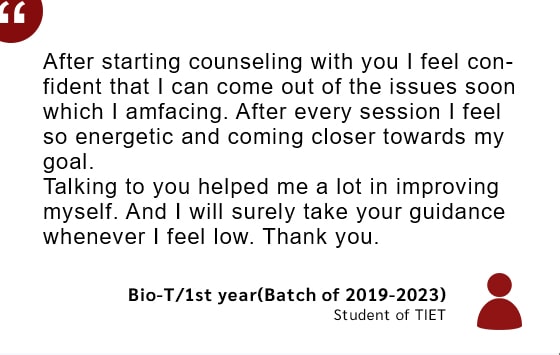 “
After starting counseling with you I feel con-
fident that I can come out of the issues soon
which I amfacing. After every session I feel
so energetic and coming closer towards my
goal.
Talking to you helped me a lot in improving
myself. And I will surely take your guidance
whenever I feel low. Thank you.
Bio-T/1st year(Batch of 2019-2023)
Student of TIET